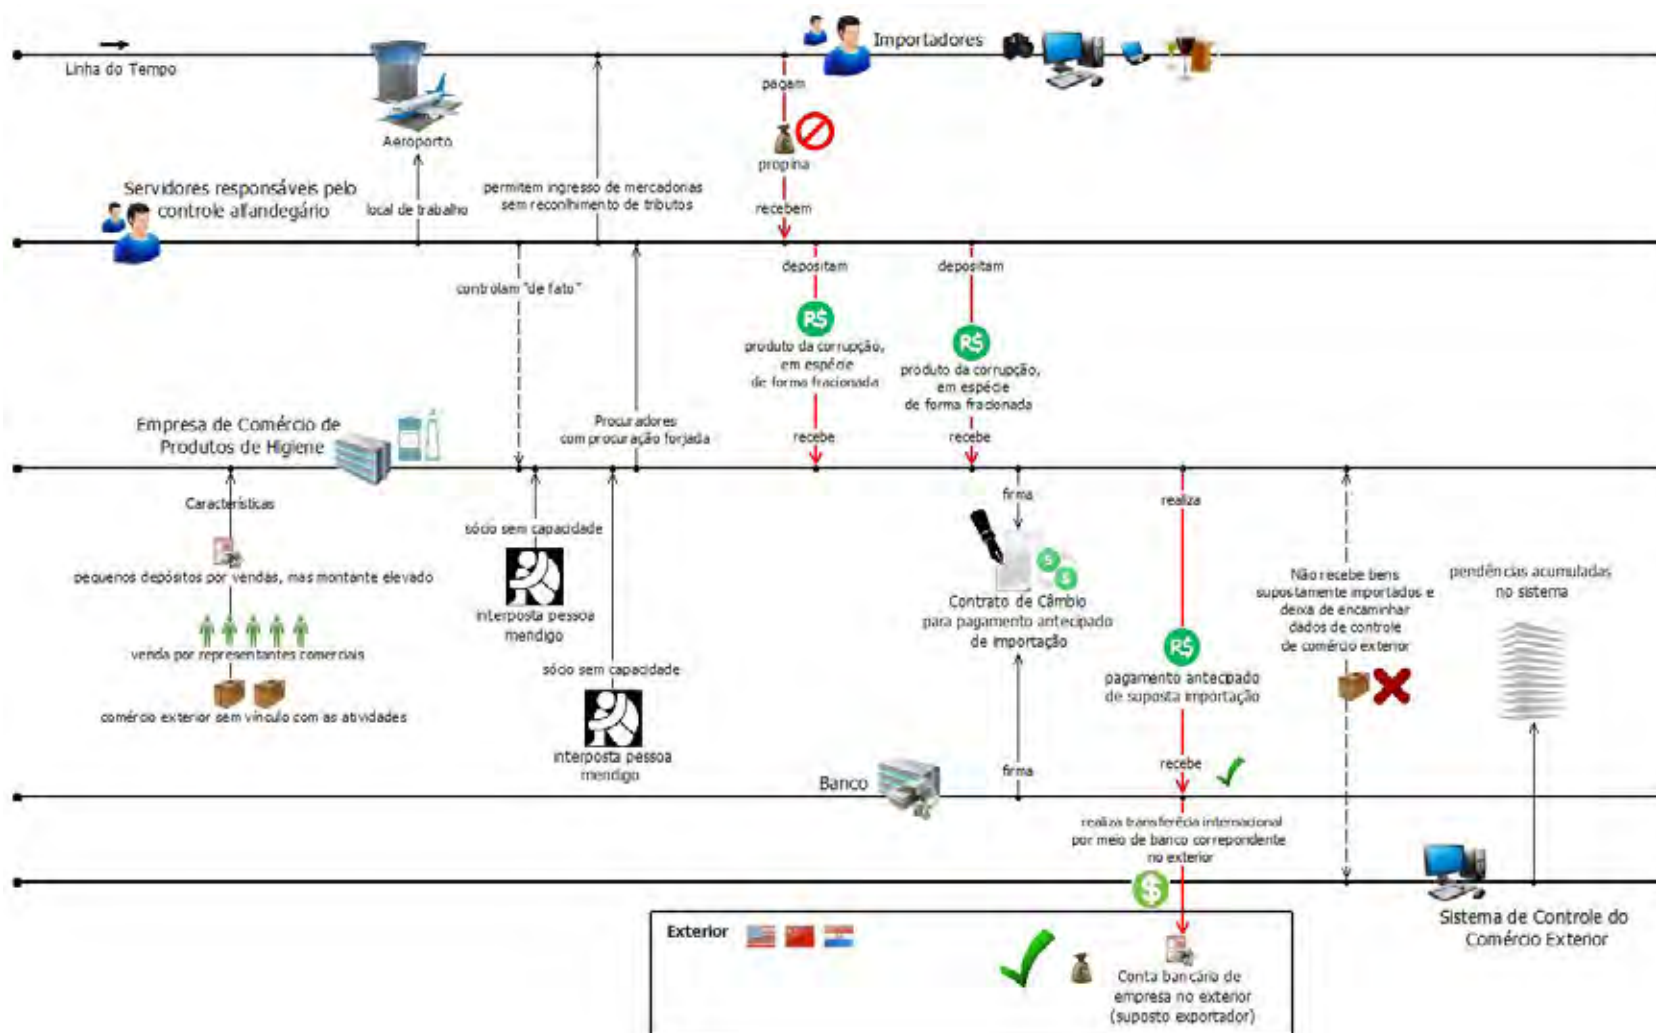 Importadores
Linha do Tempo
pagam
Aeroporto
propina
Servidores responsáveis pelo
controle alfandegário
local de trabalho
permitem ingresso de mercadorias
sem recolhimento de tributos
recebem
controlam "de fato"
depositam
depositam
R$
R$
produto da corrupção,
em espécie
de forma fracionada
produto da corrupção,
em espécie
de forma fracionada
Empresa de Comércio de
Produtos de Higiene
Procuradores
com procuração forjada
recebe
recebe
Características
firma
realiza
sócio sem capacidade
pequenos depósitos por vendas, mas montante elevado
interposta pessoa
mendigo
$
$
Contrato de Câmbio
para pagamento antecipado
de importação
Não recebe bens
supostamente importados e
deixa de encaminhar
dados de controle
de comércio exterior
pendências acumuladas
no sistema
venda por representantes comerciais
sócio sem capacidade
R$
pagamento antecipado
de suposta importação
comércio exterior sem vínculo com as atividades
interposta pessoa
mendigo
Banco
firma
recebe
realiza transferêcia internacional
por meio de banco correpondente
no exterior
$
Sistema de Controle do
Comércio Exterior
Exterior
Conta bancária de
empresa no exterior
(suposto exportador)